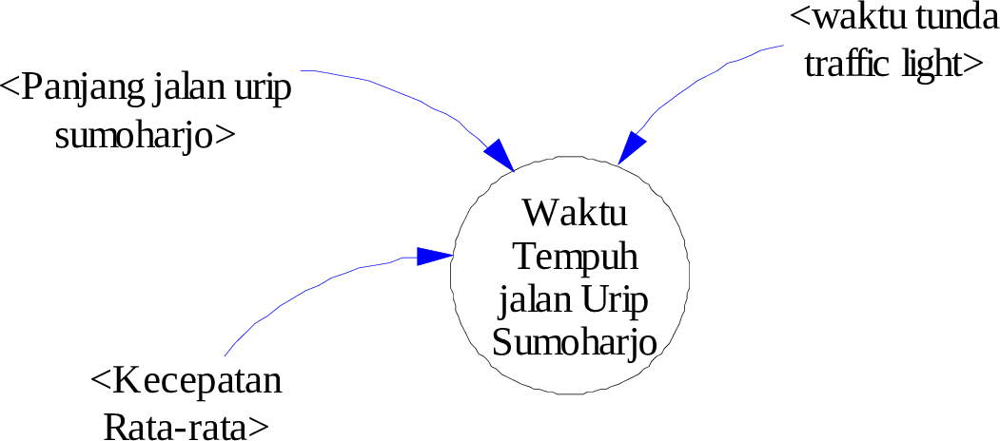 <waktu tunda
traffic light>
<Panjang jalan urip
sumoharjo>
Waktu
Tempuh
jalan Urip
Sumoharjo
<Kecepatan
Rata-rata>